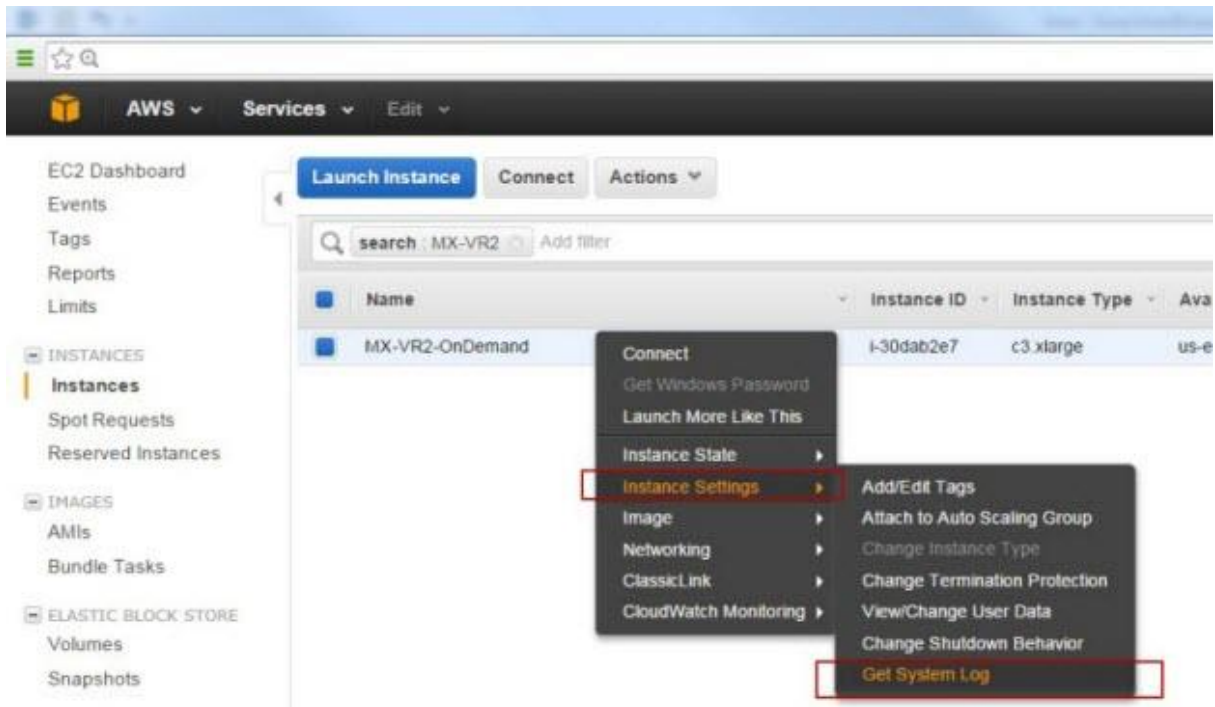 AWS Services Edit
EC2 Dashboard
Events
Tags
Reports
Limits
INSTANCES
Instances
Spot Requests
Reserved Instances
IMAGES
AMIs
Bundle Tasks
ELASTIC BLOCK STORE
Volumes
Snapshots
Launch Instance Connect Actions
search : MX-VR2 Add filter
Name Instance ID Instance Type Ava
MX-VR2-OnDemand i-30dab2e7 c3.xlarge us-e
Connect
Get Windows Password
Launch More Like This
Instance State
Instance Settings
Image
Networking
ClassicLink
CloudWatch Monitoring
Add/Edit Tags
Attach to Auto Scaling Group
Change Instance Type
Change Termination Protection
View/Change User Data
Change Shutdown Behavior
Get System Log